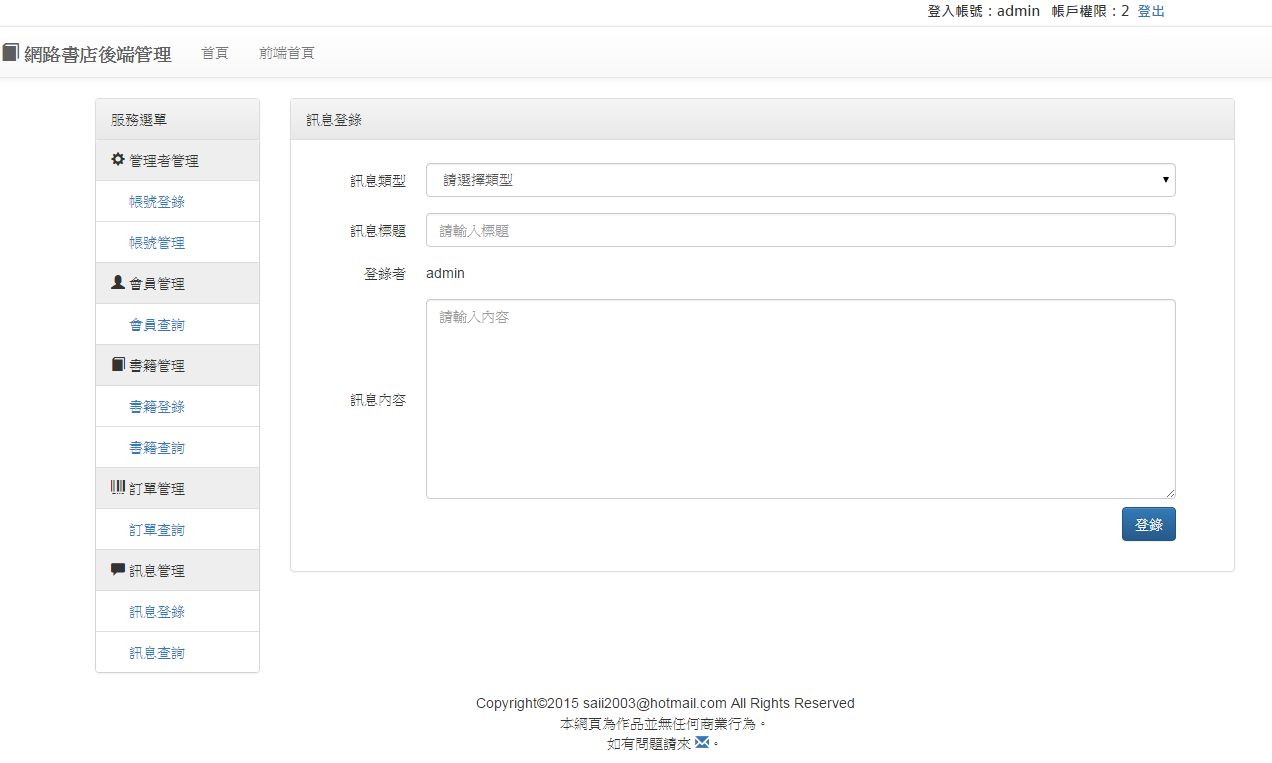 登入帳號：admin 帳戶權限：2 登出
網路書店後端管理 首頁 前端首頁
服務選單
管理者管理
帳號登錄
帳號管理
會員管理
會員查詢
書籍管理
書籍登錄
書籍查詢
訂單管理
訂單查詢
訊息管理
訊息登錄
訊息查詢
訊息登錄
訊息類型 請選擇類型
訊息標題 請輸入標題
登錄者 admin
訊息內容 請輸入內容
登錄
Copyright©2015 saii2003@hotmail.com All Rights Reserved
本網頁為作品並無任何商業行為。
如有問題請來 。